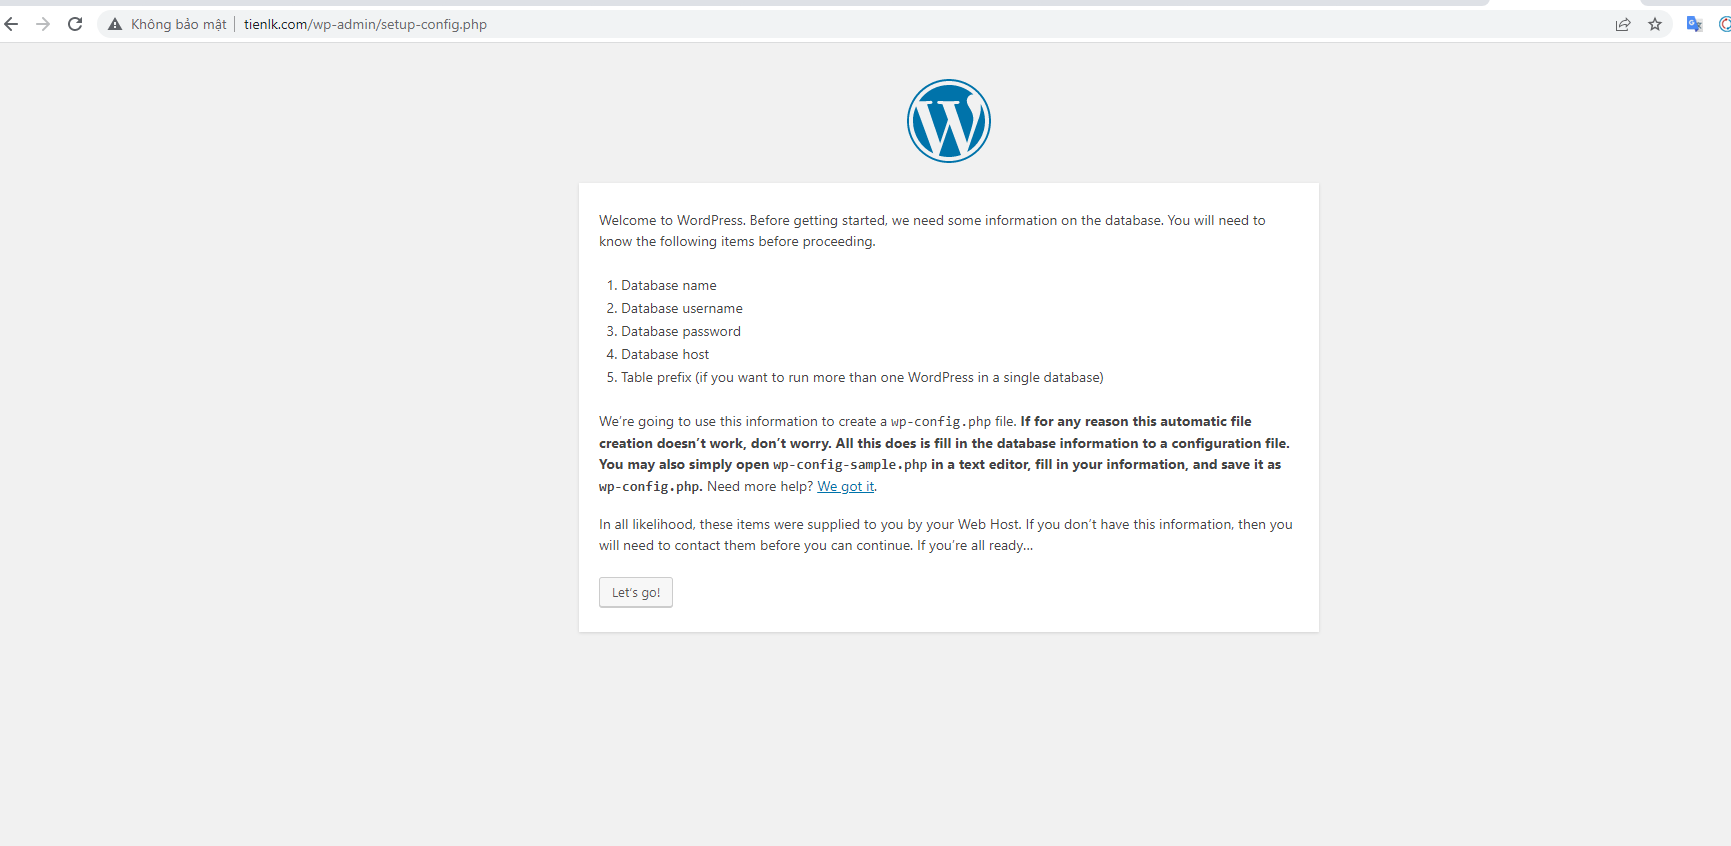 Không bảo mật tienlk.com/wp-admin/setup-config.php
Welcome to WordPress. Before getting started, we need some information on the database. You will need to
know the following items before proceeding.
1. Database name
2. Database username
3. Database password
4. Database host
5. Table prefix (if you want to run more than one WordPress in a single database)
We’re going to use this information to create a wp-config.php file. If for any reason this automatic file
creation doesn’t work, don’t worry. All this does is fill in the database information to a configuration file.
You may also simply open wp-config-sample.php in a text editor, fill in your information, and save it as
wp-config.php. Need more help? We got it.
In all likelihood, these items were supplied to you by your Web Host. If you don’t have this information, then you
will need to contact them before you can continue. If you’re all ready…
Let’s go!